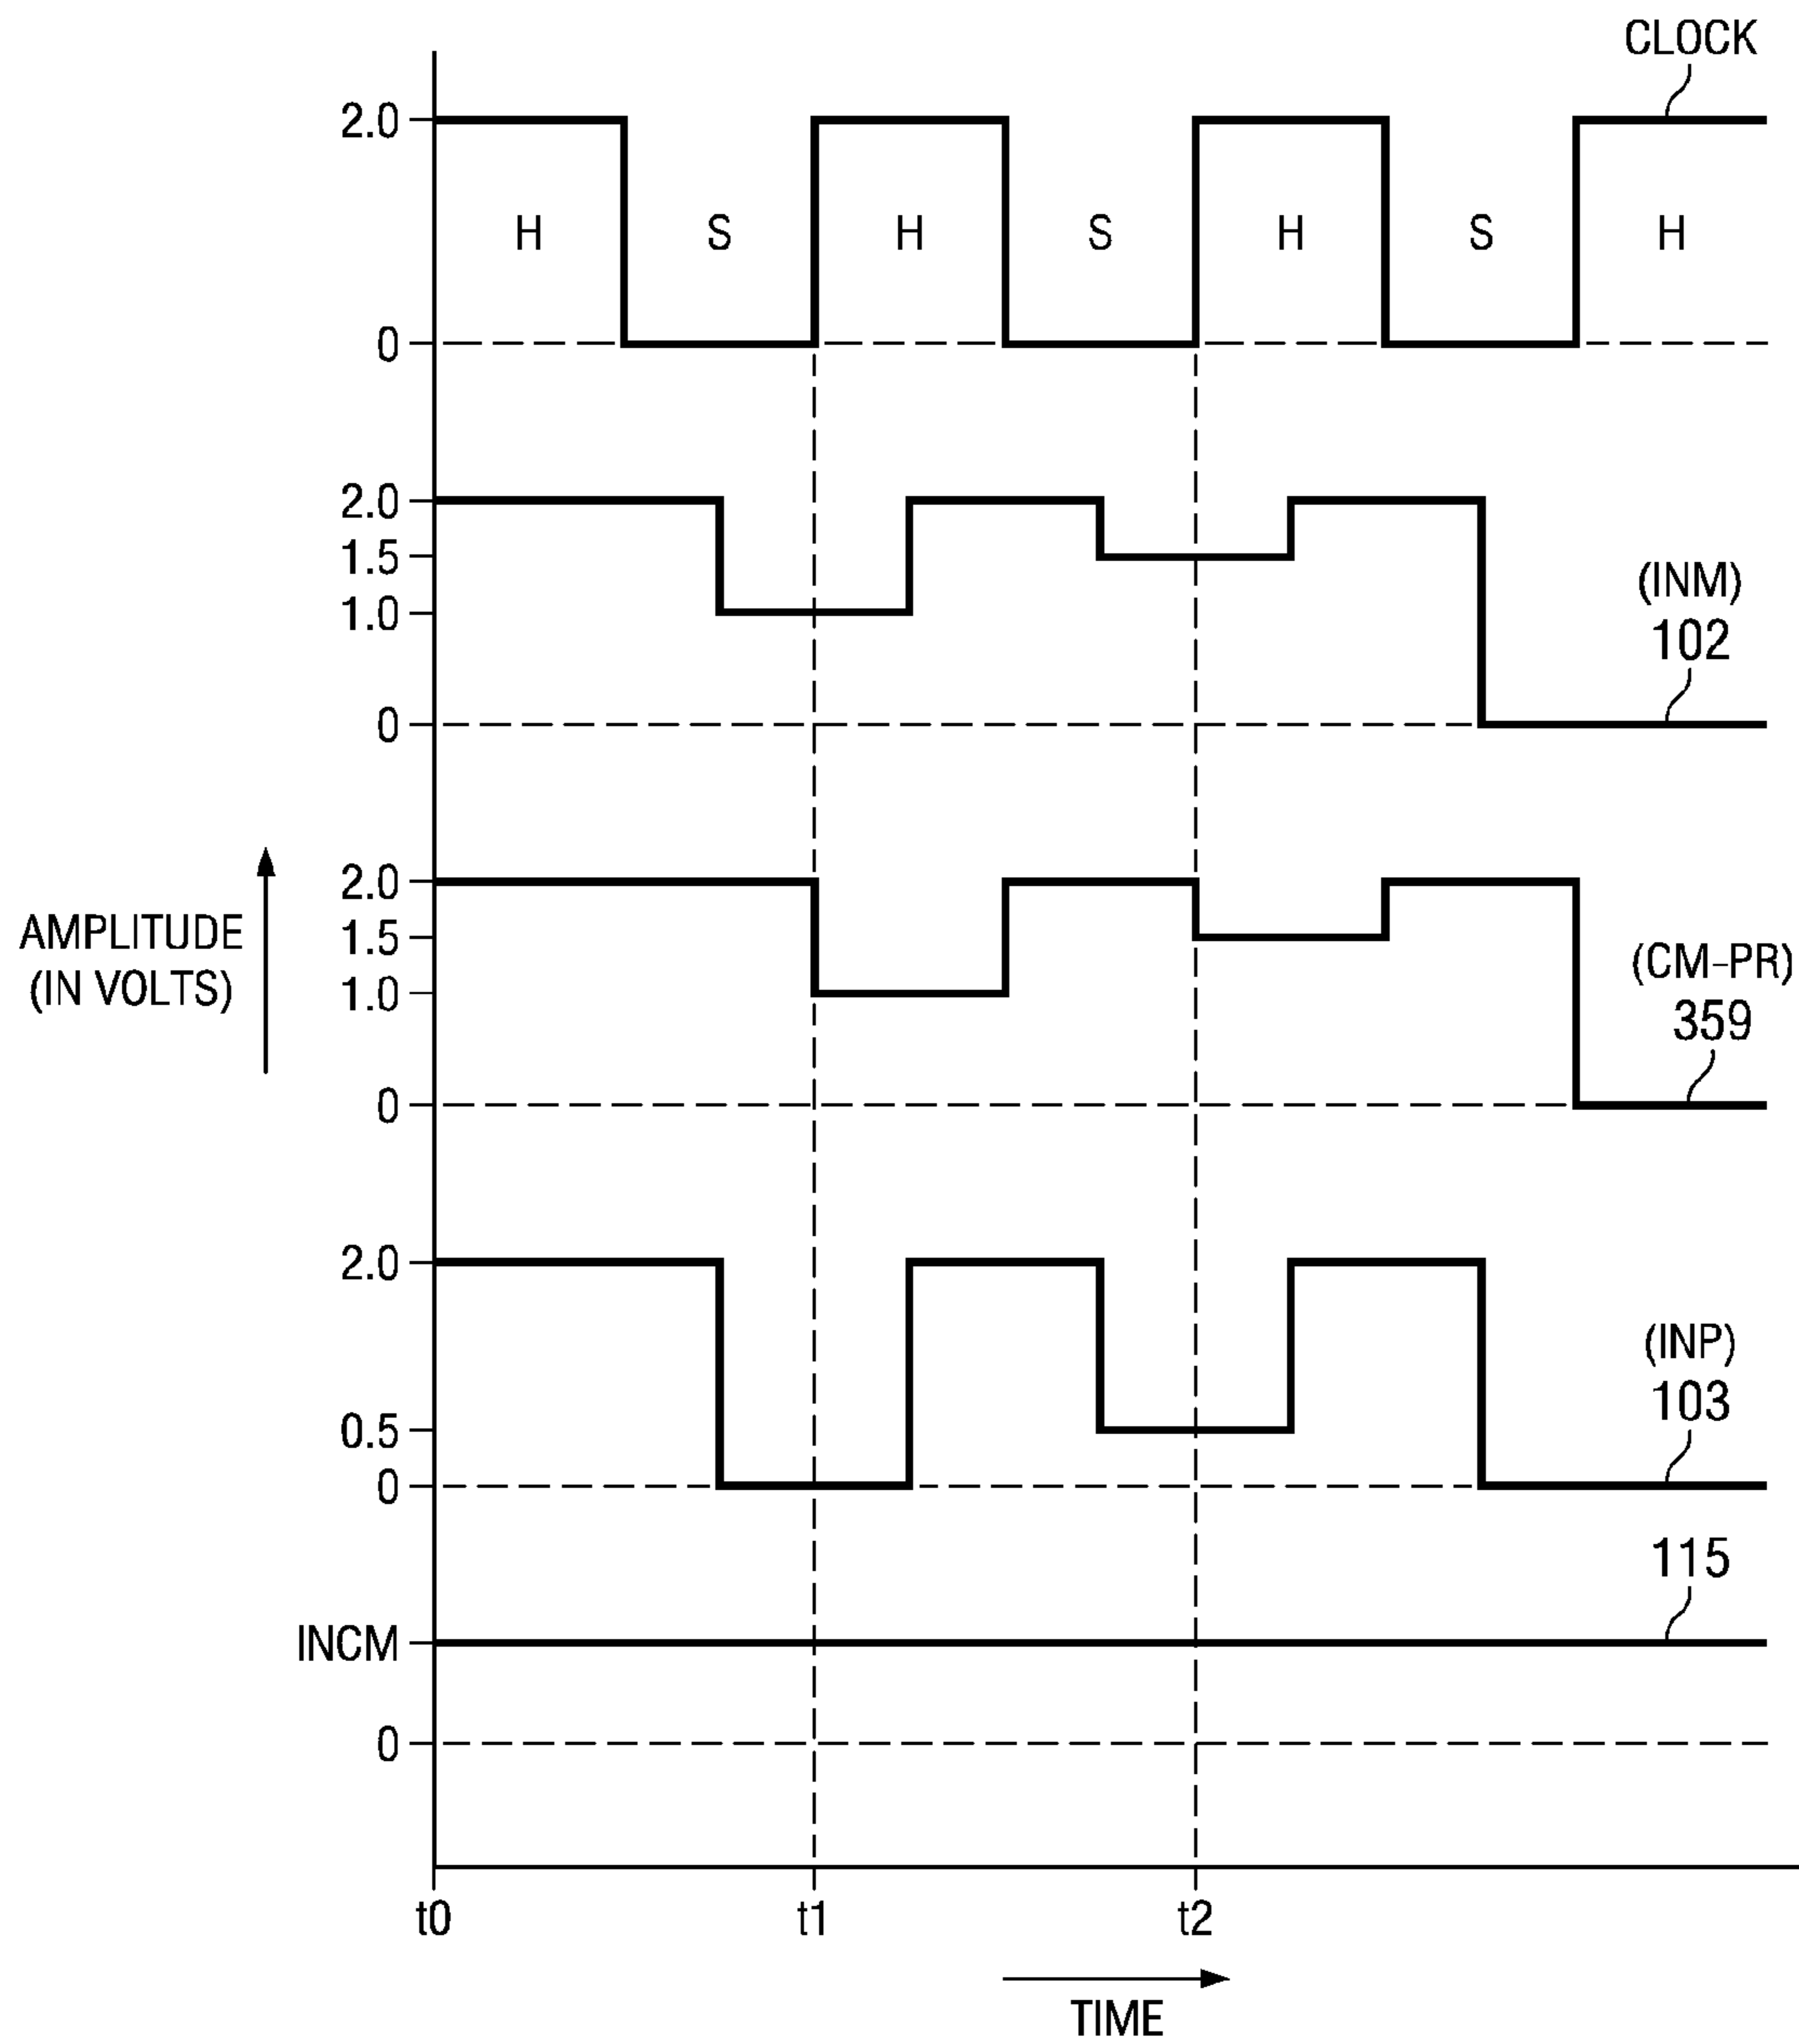 CLOCK
2.0
H S H S H S H
0
2.0
1.5
1.0
(INM)
102
0
2.0
AMPLITUDE
(IN VOLTS)
1.5
1.0
(CM-PR)
359
0
2.0
(INP)
103
0.5
0
115
INCM
0
t0 t1 t2
TIME